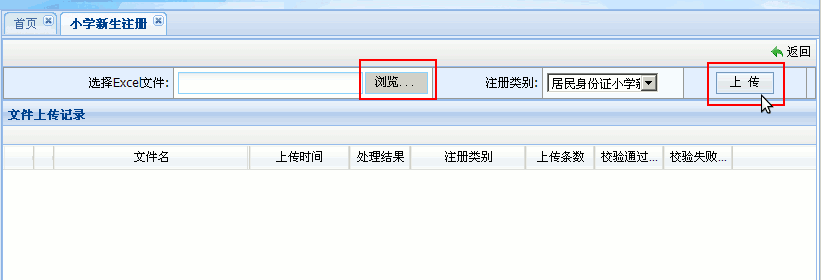 首页 小学新生注册
返回
选择Excel文件: 浏览... 注册类别: 居民身份证小学新 上 传
文件上传记录
文件名 上传时间 处理结果 注册类别 上传条数 校验通过... 校验失败...